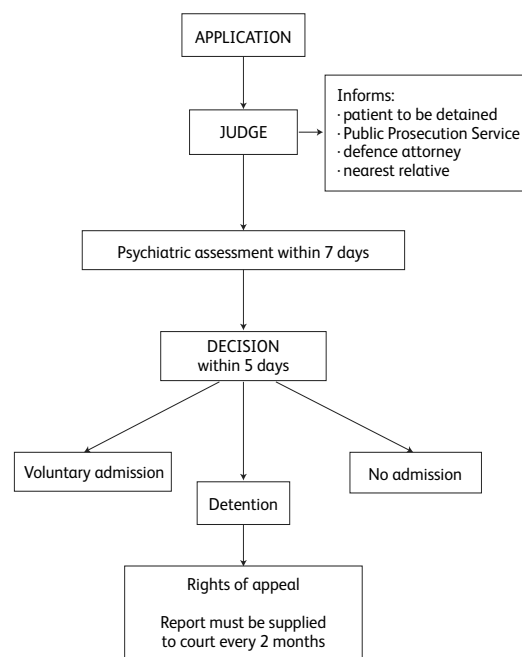 APPLICATION
JUDGE
Informs:
· patient to be detained
· Public Prosecution Service
· defence attorney
· nearest relative
Psychiatric assessment within 7 days
DECISION
within 5 days
Voluntary admission
No admission
Detention
Rights of appeal
Report must be supplied
to court every 2 months